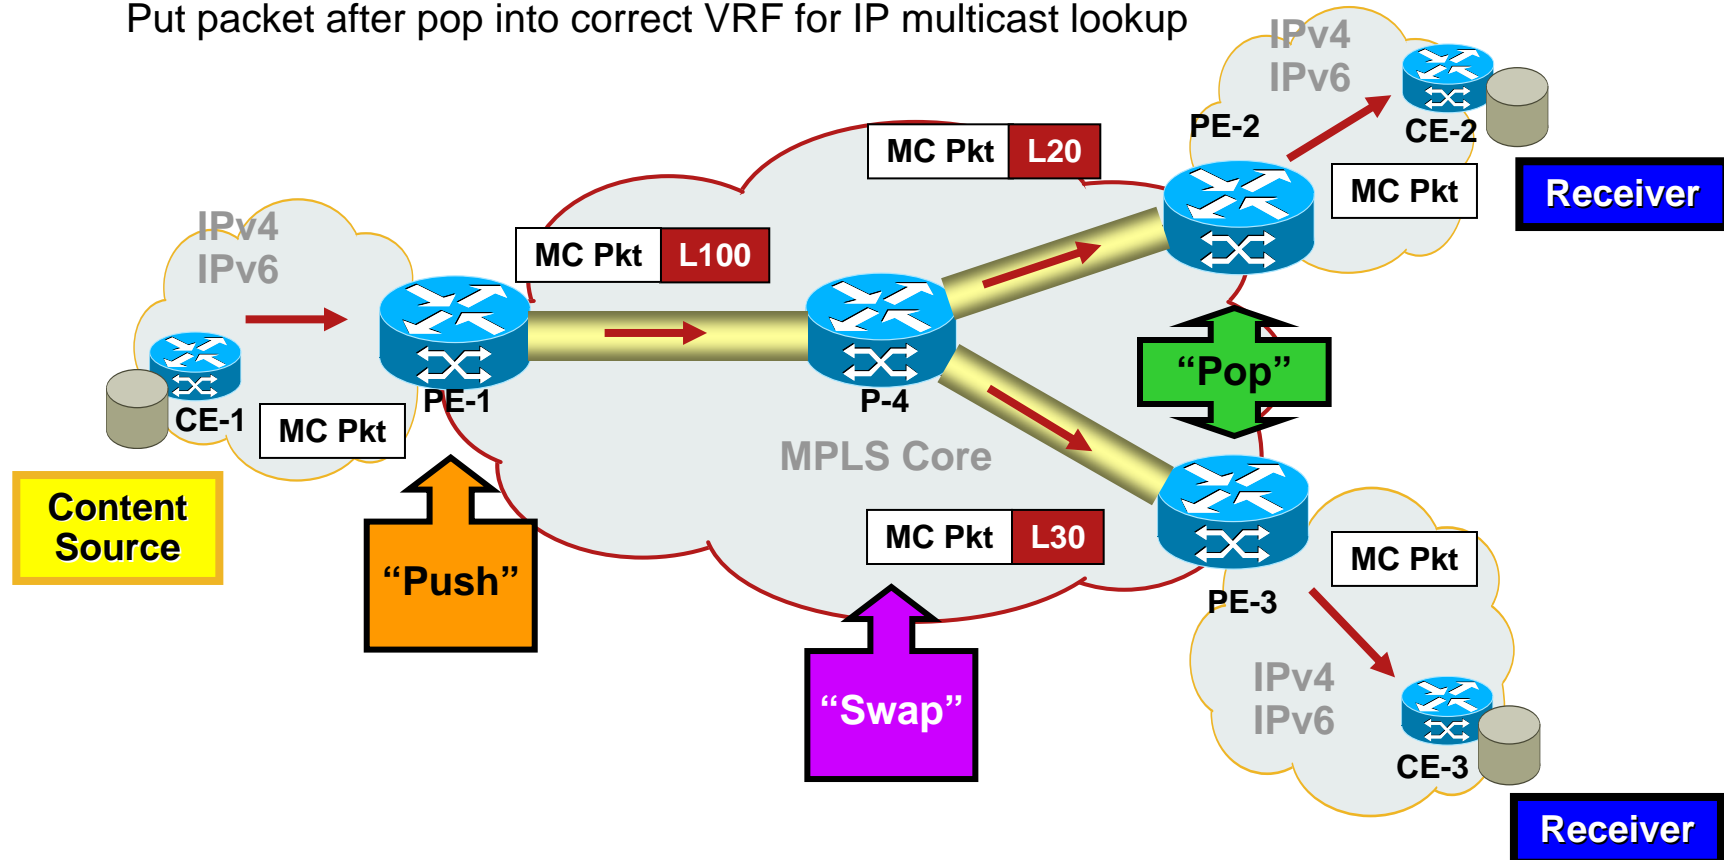 Put packet after pop into correct VRF for IP multicast lookup
IPv4
IPv6
PE-2
CE-2
MC Pkt L20
MC Pkt
Receiver
IPv4
IPv6
MC Pkt L100
“Pop”
CE-1
PE-1
P-4
MC Pkt
MPLS Core
Content
Source
“Push”
MC Pkt L30
MC Pkt
PE-3
“Swap”
IPv4
IPv6
CE-3
Receiver